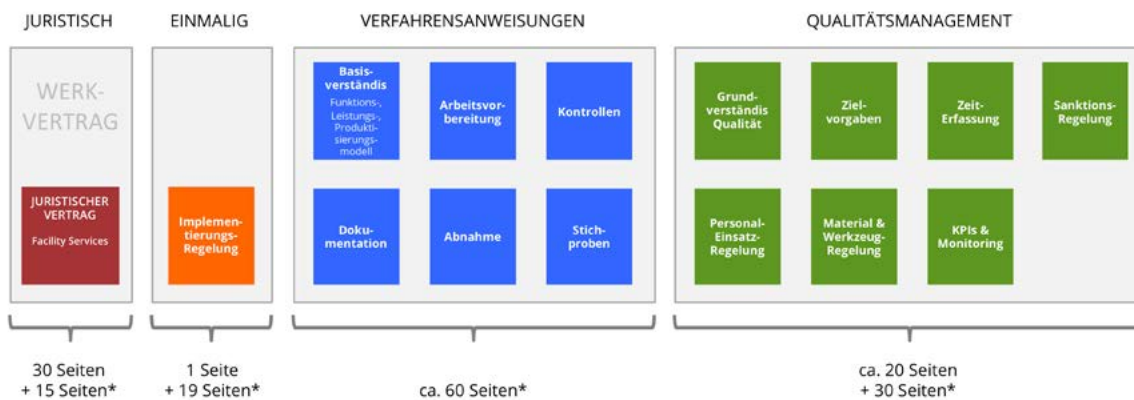 JURISTISCH
EINMALIG
VERFAHRENSANWEISUNGEN
QUALITÄTSMANAGEMENT
WERK-
VERTRAG
JURISTISCHER
VERTRAG
Facility Services
Implemen-
tierungs-
Regelung
Basis-
verständis
Funktions-,
Leistungs-,
Produkti-
sierungs-
modell
Arbeitsvor-
bereitung
Kontrollen
Doku-
mentation
Abnahme
Stich-
proben
Grund-
verständis
Qualität
Ziel-
vorgaben
Zeit-
Erfassung
Sanktions-
Regelung
Personal-
Einsatz-
Regelung
Material &
Werkzeug-
Regelung
KPIs &
Monitoring
30 Seiten
+ 15 Seiten*
1 Seite
+ 19 Seiten*
ca. 60 Seiten*
ca. 20 Seiten
+ 30 Seiten*